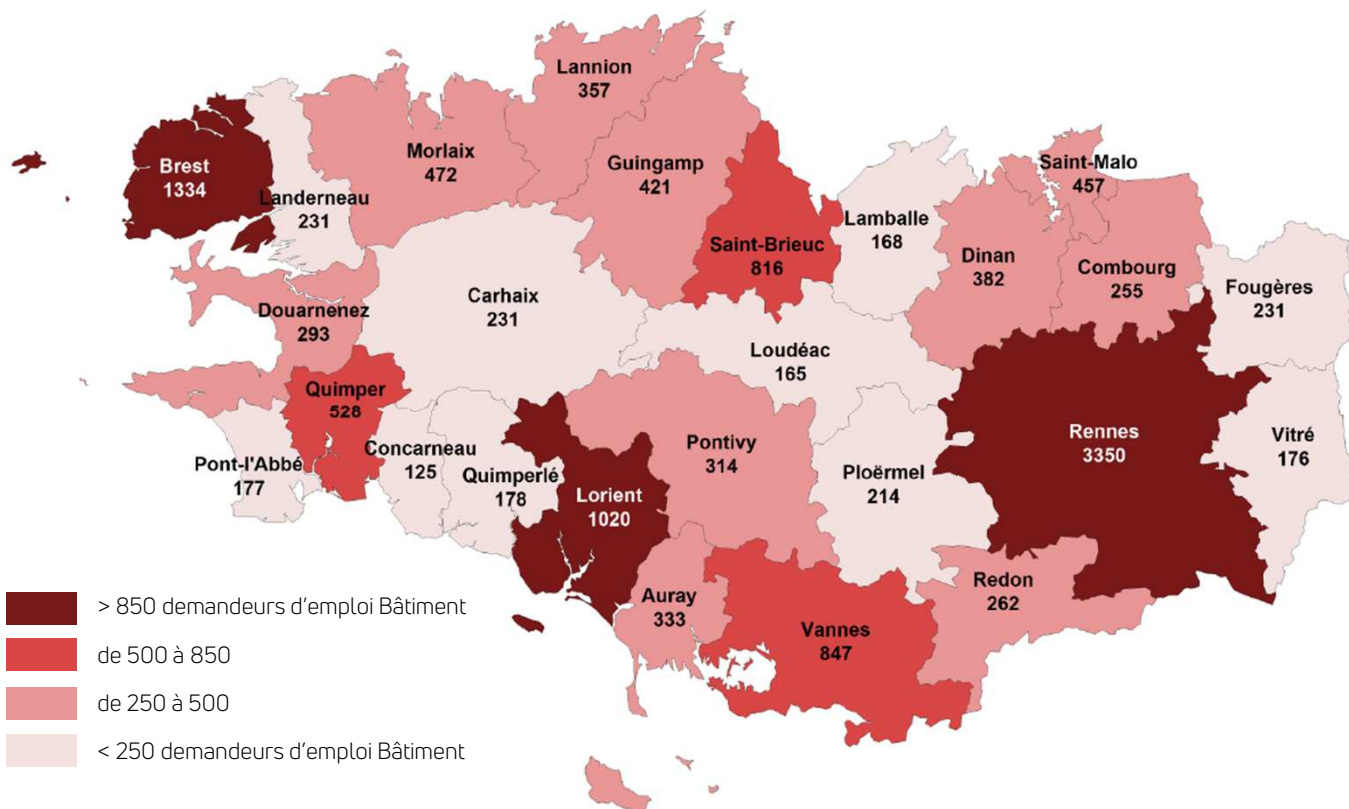 Lannion
357
Brest
1334
Morlaix
472
Guingamp
421
Saint-Malo
457
Landerneau
231
Lamballe
168
Saint-Brieuc
816
Dinan
382
Combourg
255
Fougères
231
Carhaix
231
Douarnenez
293
Loudéac
165
Quimper
528
Rennes
3350
Vitré
176
Pontivy
314
Concarneau
125
Pont-l'Abbé
177
Quimperlé
178
Ploërmel
214
Lorient
1020
Redon
262
Auray
333
Vannes
847
> 850 demandeurs d’emploi Bâtiment
de 500 à 850
de 250 à 500
< 250 demandeurs d’emploi Bâtiment